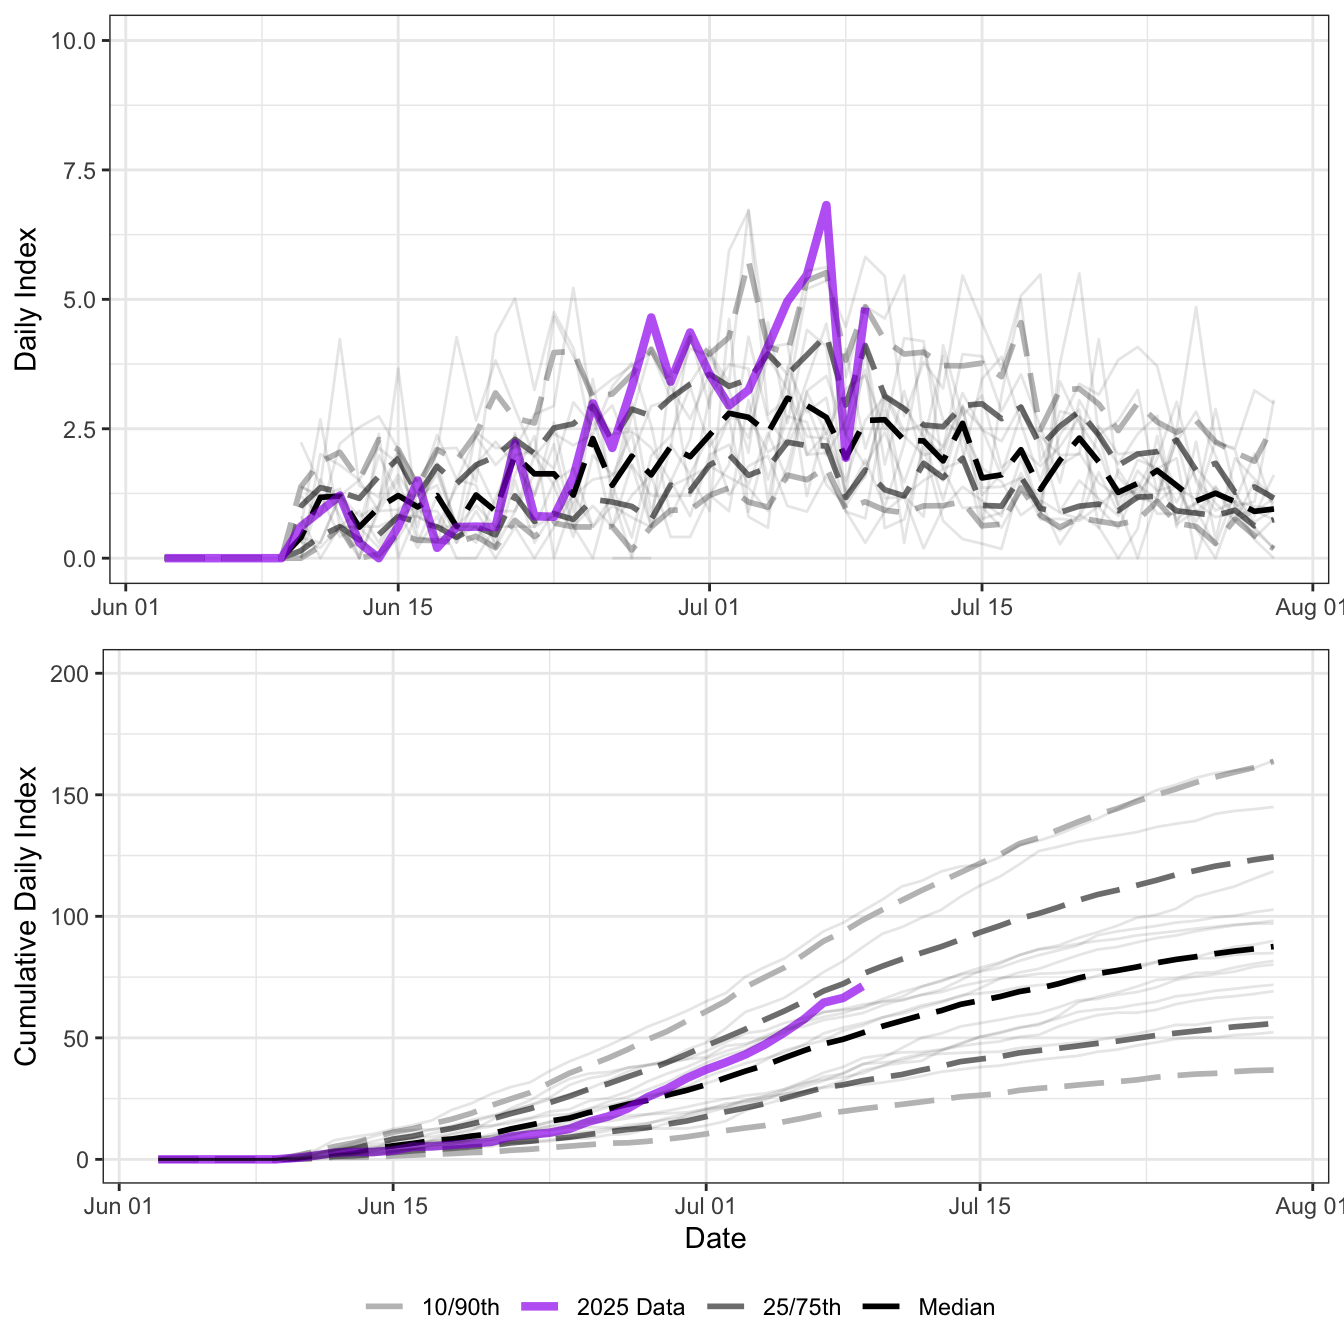 10.0
7.5
5.0
2.5
0.0
Daily Index
Jun 01 Jun 15 Jul 01 Jul 15 Aug 01
200
150
100
50
0
Cumulative Daily Index
Jun 01 Jun 15 Jul 01 Jul 15 Aug 01
Date
10/90th 2025 Data 25/75th Median